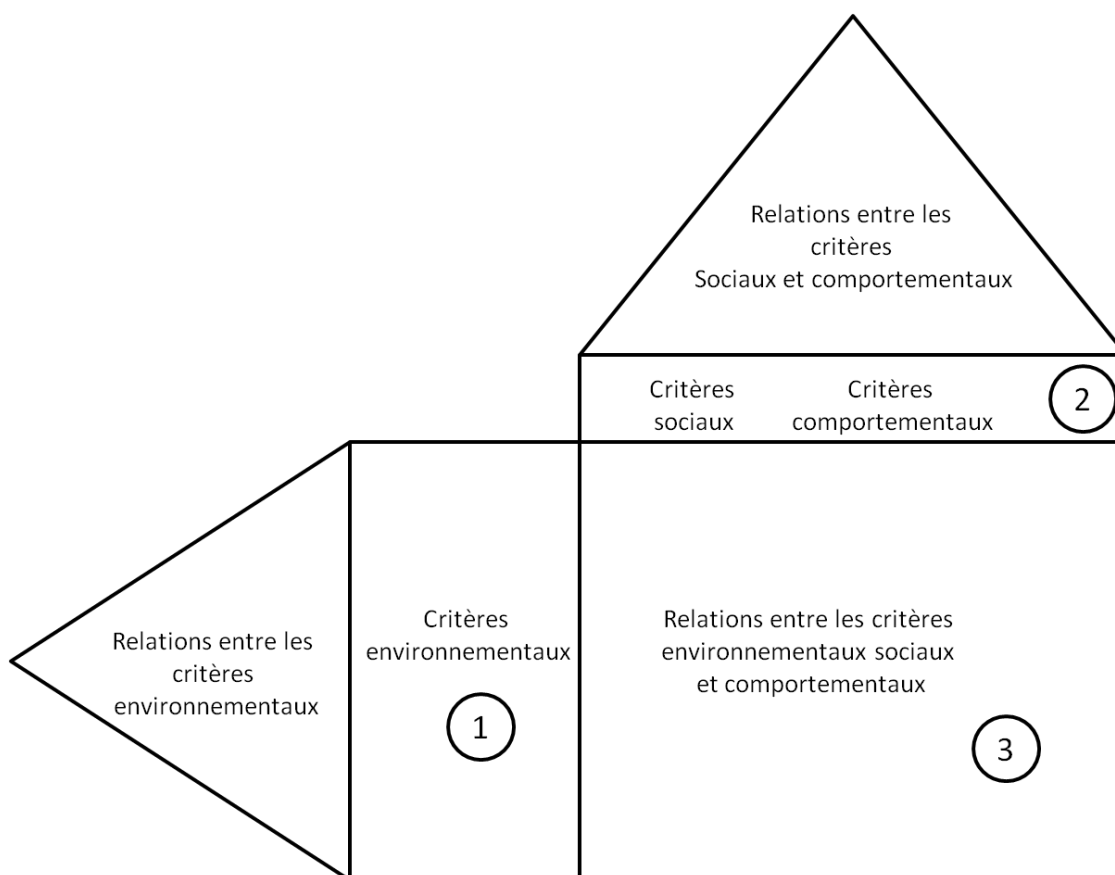 Relations entre les
critères
Sociaux et comportementaux
Critères
sociaux
Critères
comportementaux
2
Relations entre les
critères
environnementaux
Critères
environnementaux
1
Relations entre les critères
environnementaux sociaux
et comportementaux
3